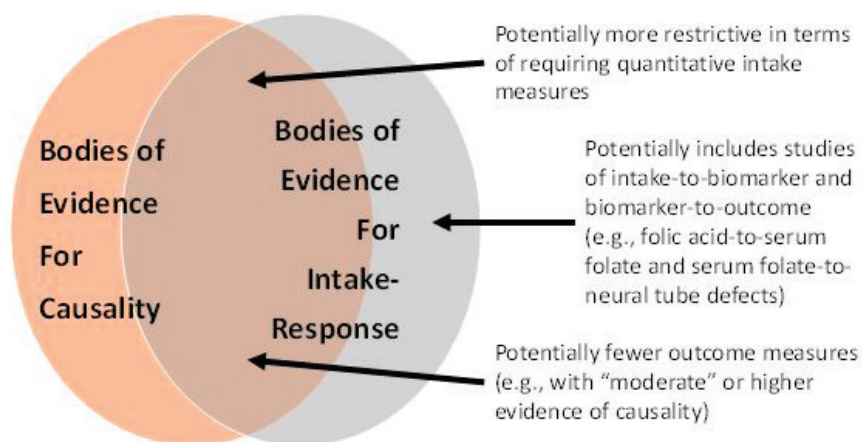 Bodies of
Evidence
For
Causality
Bodies of
Evidence
For
Intake-
Response
Potentially more restrictive in terms
of requiring quantitative intake
measures
Potentially includes studies
of intake-to-biomarker and
biomarker-to-outcome
(e.g., folic acid-to-serum
folate and serum folate-to-
neural tube defects)
Potentially fewer outcome measures
(e.g., with “moderate” or higher
evidence of causality)